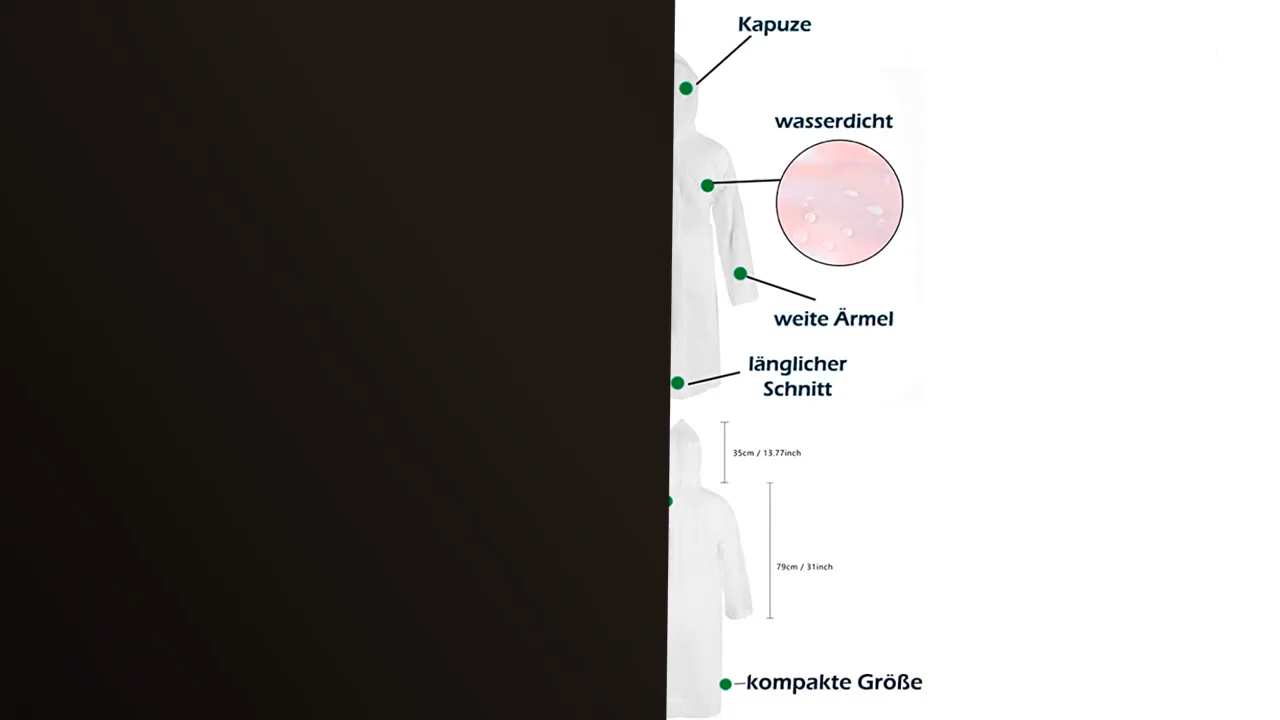 Kapuze
wasserdicht
weite Ärmel
länglicher
Schnitt
35cm / 13.77inch
79cm / 31inch
kompakte Größe